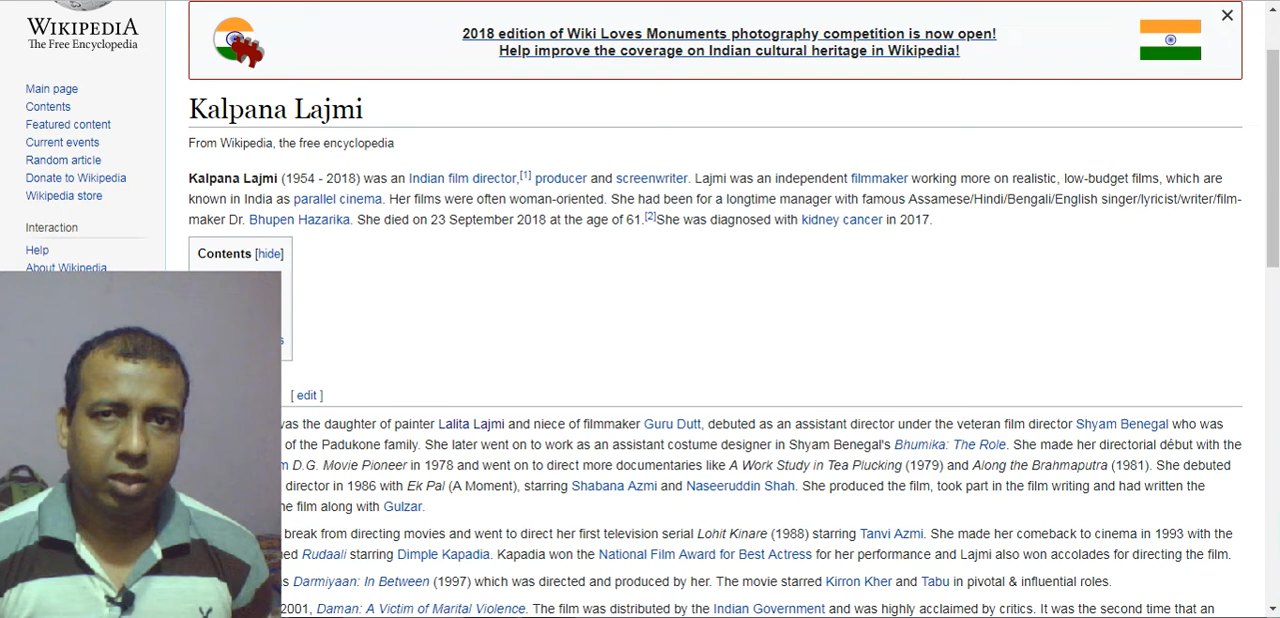 WIKIPEDIA
The Free Encyclopedia
Main page
Contents
Featured content
Current events
Random article
Donate to Wikipedia
Wikipedia store
Interaction
Help
About Wikipedia
2018 edition of Wiki Loves Monuments photography competition is now open!
Help improve the coverage on Indian cultural heritage in Wikipedia!
Kalpana Lajmi
From Wikipedia, the free encyclopedia
Kalpana Lajmi (1954 - 2018) was an Indian film director,[1] producer and screenwriter. Lajmi was an independent filmmaker working more on realistic, low-budget films, which are
known in India as parallel cinema. Her films were often woman-oriented. She had been for a longtime manager with famous Assamese/Hindi/Bengali/English singer/lyricist/writer/film-
maker Dr. Bhupen Hazarika. She died on 23 September 2018 at the age of 61.[2]She was diagnosed with kidney cancer in 2017.
Contents [hide]
[ edit ]
was the daughter of painter Lalita Lajmi and niece of filmmaker Guru Dutt, debuted as an assistant director under the veteran film director Shyam Benegal who was
of the Padukone family. She later went on to work as an assistant costume designer in Shyam Benegal's Bhumika: The Role. She made her directorial début with the
D.G. Movie Pioneer in 1978 and went on to direct more documentaries like A Work Study in Tea Plucking (1979) and Along the Brahmaputra (1981). She debuted
director in 1986 with Ek Pal (A Moment), starring Shabana Azmi and Naseeruddin Shah. She produced the film, took part in the film writing and had written the
film along with Gulzar.
break from directing movies and went to direct her first television serial Lohit Kinare (1988) starring Tanvi Azmi. She made her comeback to cinema in 1993 with the
Rudaali starring Dimple Kapadia. Kapadia won the National Film Award for Best Actress for her performance and Lajmi also won accolades for directing the film.
Darmiyaan: In Between (1997) which was directed and produced by her. The movie starred Kirron Kher and Tabu in pivotal & influential roles.
2001, Daman: A Victim of Marital Violence. The film was distributed by the Indian Government and was highly acclaimed by critics. It was the second time that an